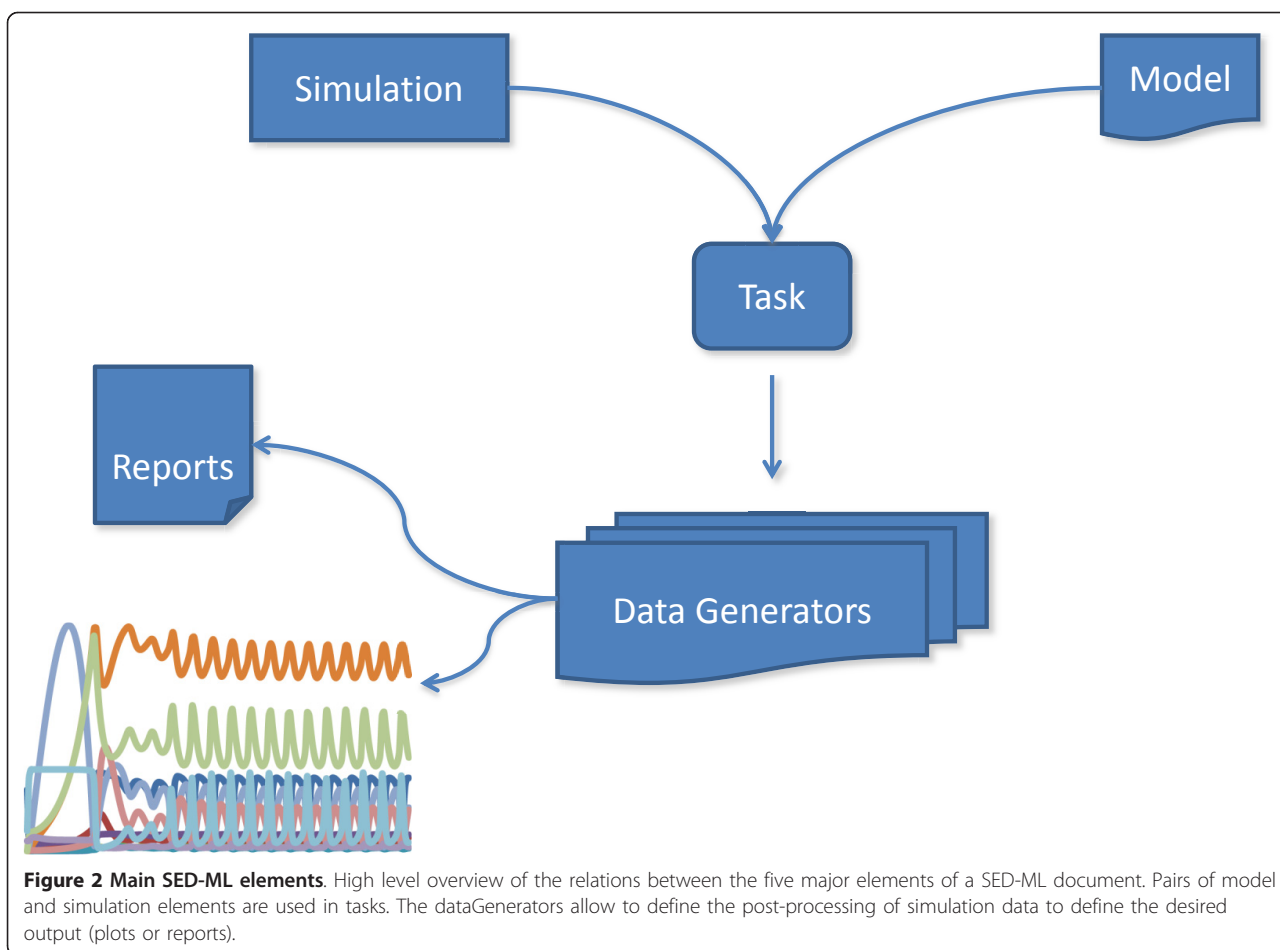 Simulation
Model
Task
Reports
Data Generators
Figure 2 Main SED-ML elements. High level overview of the relations between the five major elements of a SED-ML document. Pairs of model
and simulation elements are used in tasks. The dataGenerators allow to define the post-processing of simulation data to define the desired
output (plots or reports).